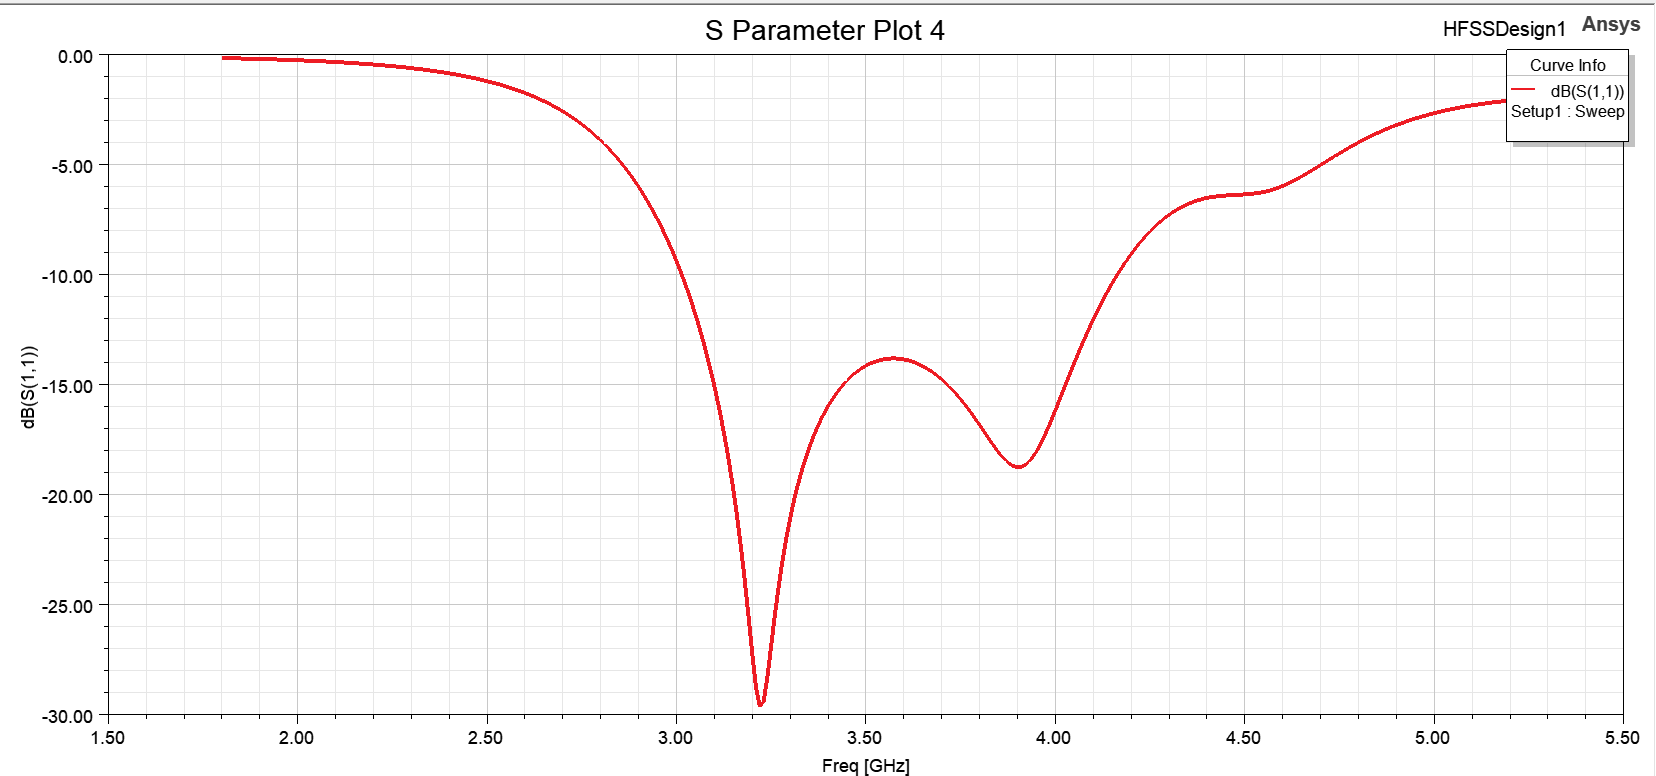 S Parameter Plot 4
HFSSDesign1
Ansys
Curve Info
dB(S(1,1))
Setup1 : Sweep
0.00
-5.00
-10.00
-15.00
-20.00
-25.00
-30.00
dB(S(1,1))
1.50
2.00
2.50
3.00
3.50
4.00
4.50
5.00
5.50
Freq [GHz]